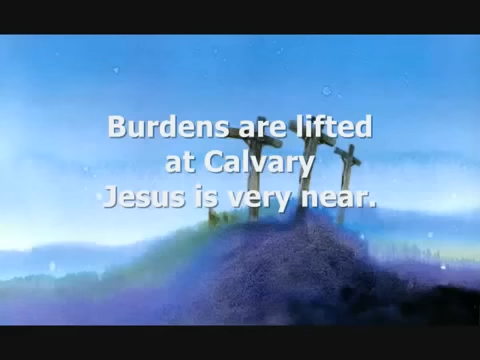 Burdens are lifted
at Calvary
Jesus is very near.